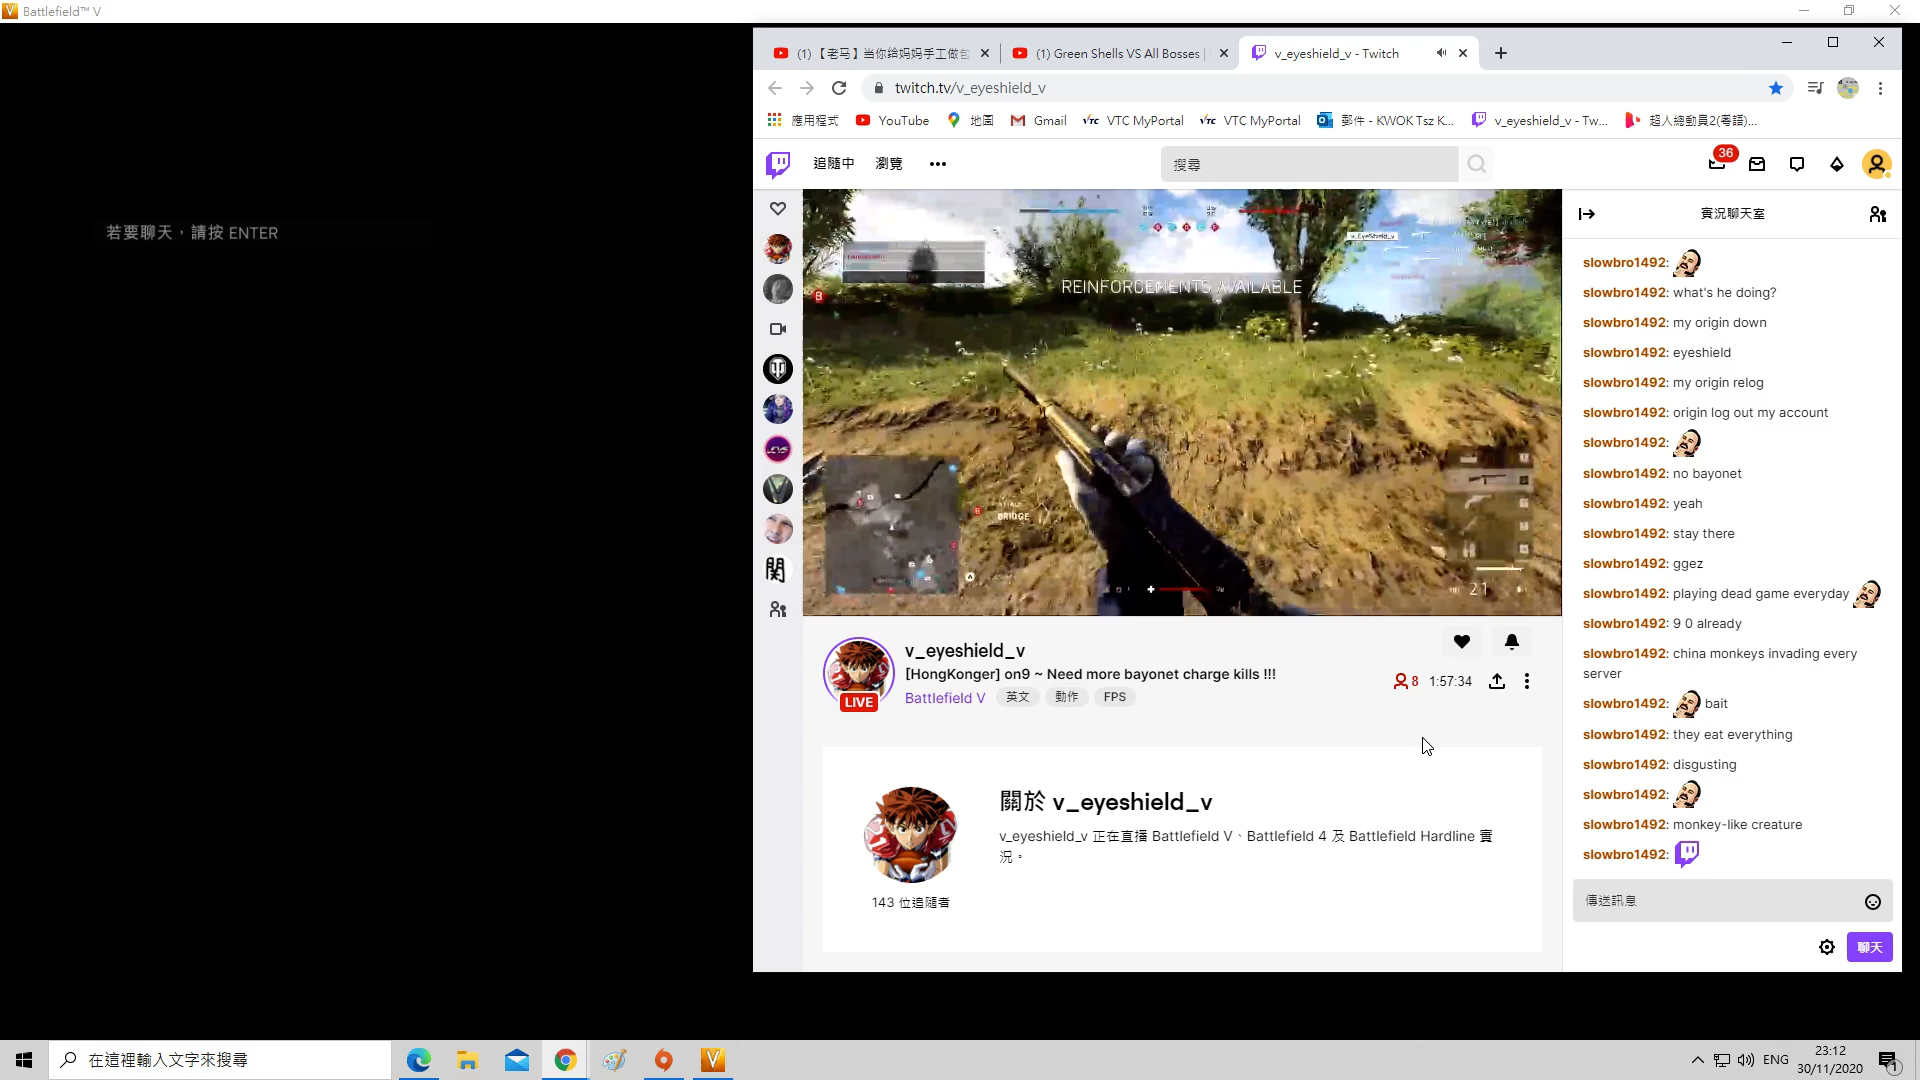 Battlefield™ V
(1) 【老马】当你给妈妈手工做包
(1) Green Shells VS All Bosses |
v_eyeshield_v - Twitch
twitch.tv/v_eyeshield_v
應用程式
YouTube
地圖
Gmail
VTC MyPortal
VTC MyPortal
郵件 - KWOK Tsz K...
v_eyeshield_v - Tw...
超人總動員2(粵語)...
追隨中
瀏覽
搜尋
36
若要聊天，請按 ENTER
REINFORCEMENTS AVAILABLE
v_EyeShield_v
B
B
BRIDGE
A
21
v_eyeshield_v
[HongKonger] on9 ~ Need more bayonet charge kills !!!
LIVE
Battlefield V
英文
動作
FPS
8
1:57:34
關於 v_eyeshield_v
v_eyeshield_v 正在直播 Battlefield V、Battlefield 4 及 Battlefield Hardline 實
況。
143 位追隨者
實況聊天室
slowbro1492:
slowbro1492: what's he doing?
slowbro1492: my origin down
slowbro1492: eyeshield
slowbro1492: my origin relog
slowbro1492: origin log out my account
slowbro1492:
slowbro1492: no bayonet
slowbro1492: yeah
slowbro1492: stay there
slowbro1492: ggez
slowbro1492: playing dead game everyday
slowbro1492: 9 0 already
slowbro1492: china monkeys invading every
server
slowbro1492: bait
slowbro1492: they eat everything
slowbro1492: disgusting
slowbro1492:
slowbro1492: monkey-like creature
slowbro1492:
傳送訊息
聊天
關
在這裡輸入文字來搜尋
ENG
23:12
30/11/2020
1